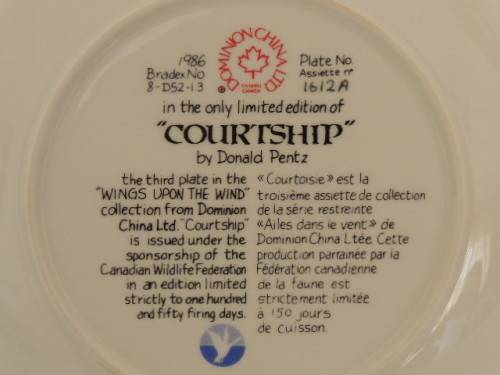 1986
Bradex No
8-D52-1.3
DOMINION CHINA LTD.
CANADA
Plate No.
Assiette nº
1612A
in the only limited edition of
"COURTSHIP"
by Donald Pentz
the third plate in the
"WINGS UPON THE WIND"
collection from Dominion
China Ltd. "Courtship"
is issued under the
sponsorship of the
Canadian Wildlife Federation
in an edition limited
strictly to one hundred
and fifty firing days.
«Courtoisie» est la
troisième assiette de collection
de la série restreinte
«Ailes dans le vent» de
Dominion China Ltée. Cette
production parrainée par la
Fédération canadienne
de la faune est
strictement limitée
à 150 jours
de cuisson.